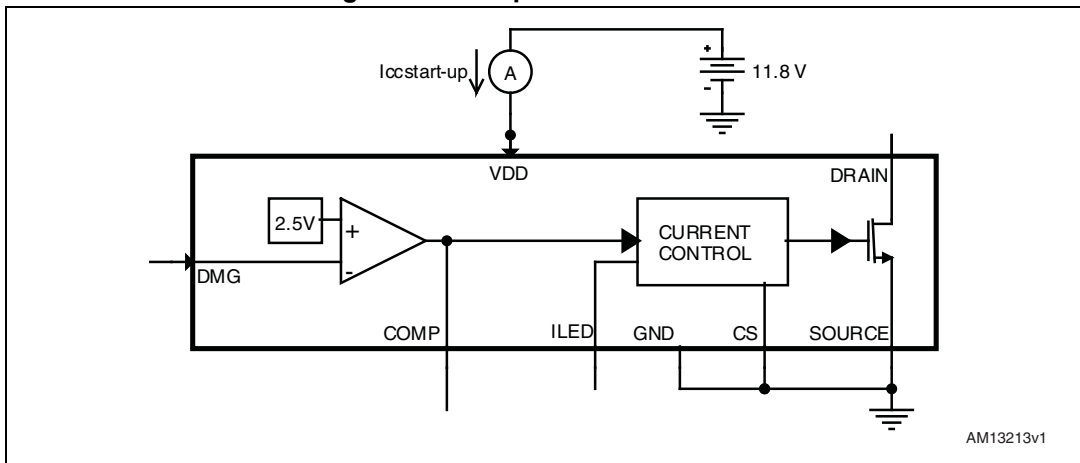 Iccstart-up
A
+
-
11.8 V
VDD
DRAIN
2.5V
+
-
CURRENT
CONTROL
DMG
COMP
ILED
GND
CS
SOURCE
AM13213v1